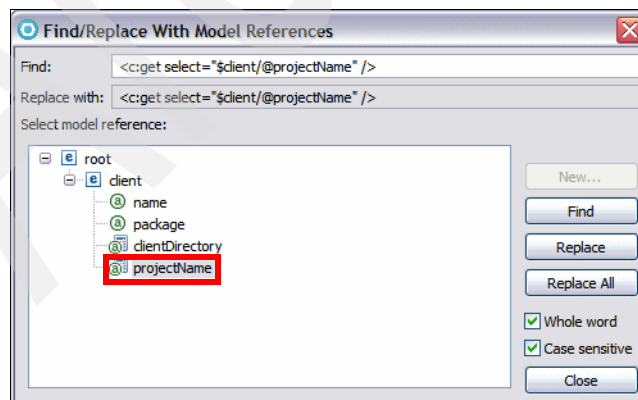 Find/Replace With Model References
Find: <c:get select="$client/@projectName" />
Replace with: <c:get select="$client/@projectName" />
Select model reference:
root
client
name
package
clientDirectory
projectName
New...
Find
Replace
Replace All
Whole word
Case sensitive
Close